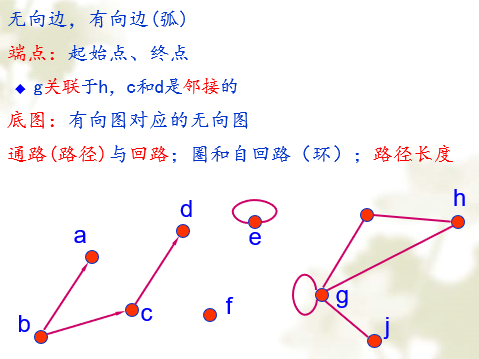 无向边，有向边(弧)
端点：起始点、终点
◆ g关联于h，c和d是邻接的
底图：有向图对应的无向图
通路(路径)与回路；圈和自回路（环）；路径长度
h
d
a
e
g
f
c
b
j